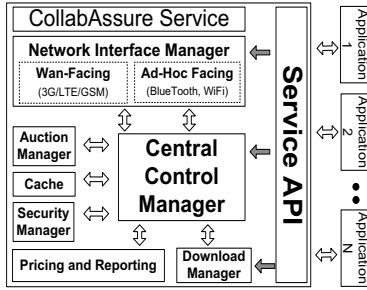 CollabAssure Service
Network Interface Manager
Wan-Facing
(3G/LTE/GSM)
Ad-Hoc Facing
(BlueTooth, WiFi)
Auction
Manager
Cache
Security
Manager
Central
Control
Manager
Pricing and Reporting
Download
Manager
Service API
Application
1
Application
2
Application
N